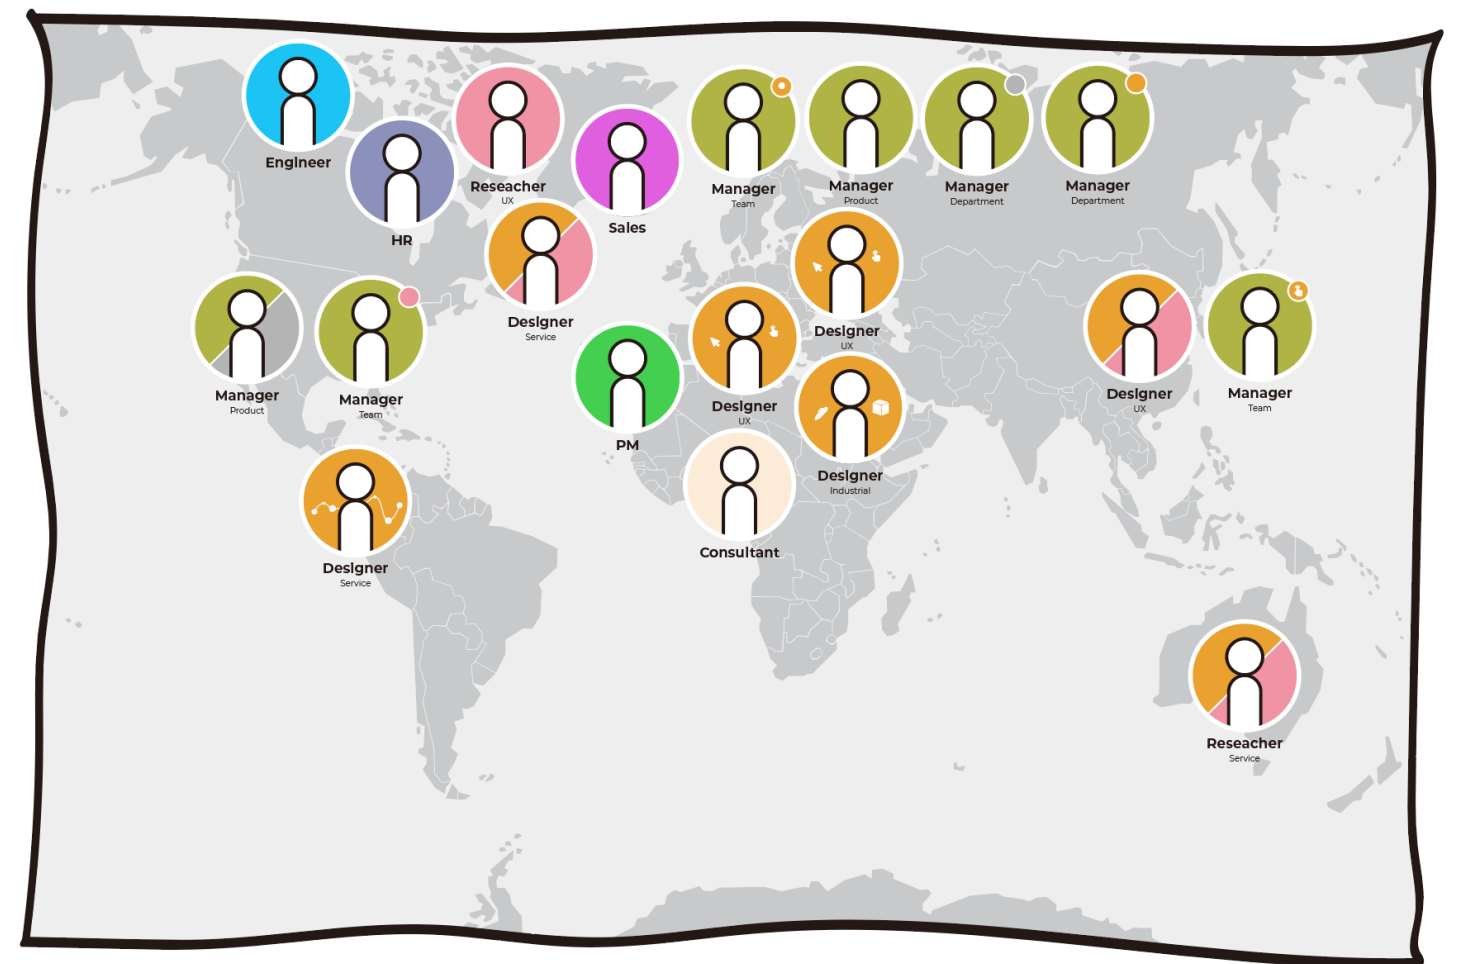 Engineer
HR
Reseacher
UX
Sales
Manager
Team
Manager
Product
Manager
Department
Manager
Department
Designer
Service
Designer
UX
Manager
Product
Manager
Team
PM
Designer
UX
Designer
Industrial
Designer
UX
Manager
Team
Designer
Service
Consultant
Reseacher
Service